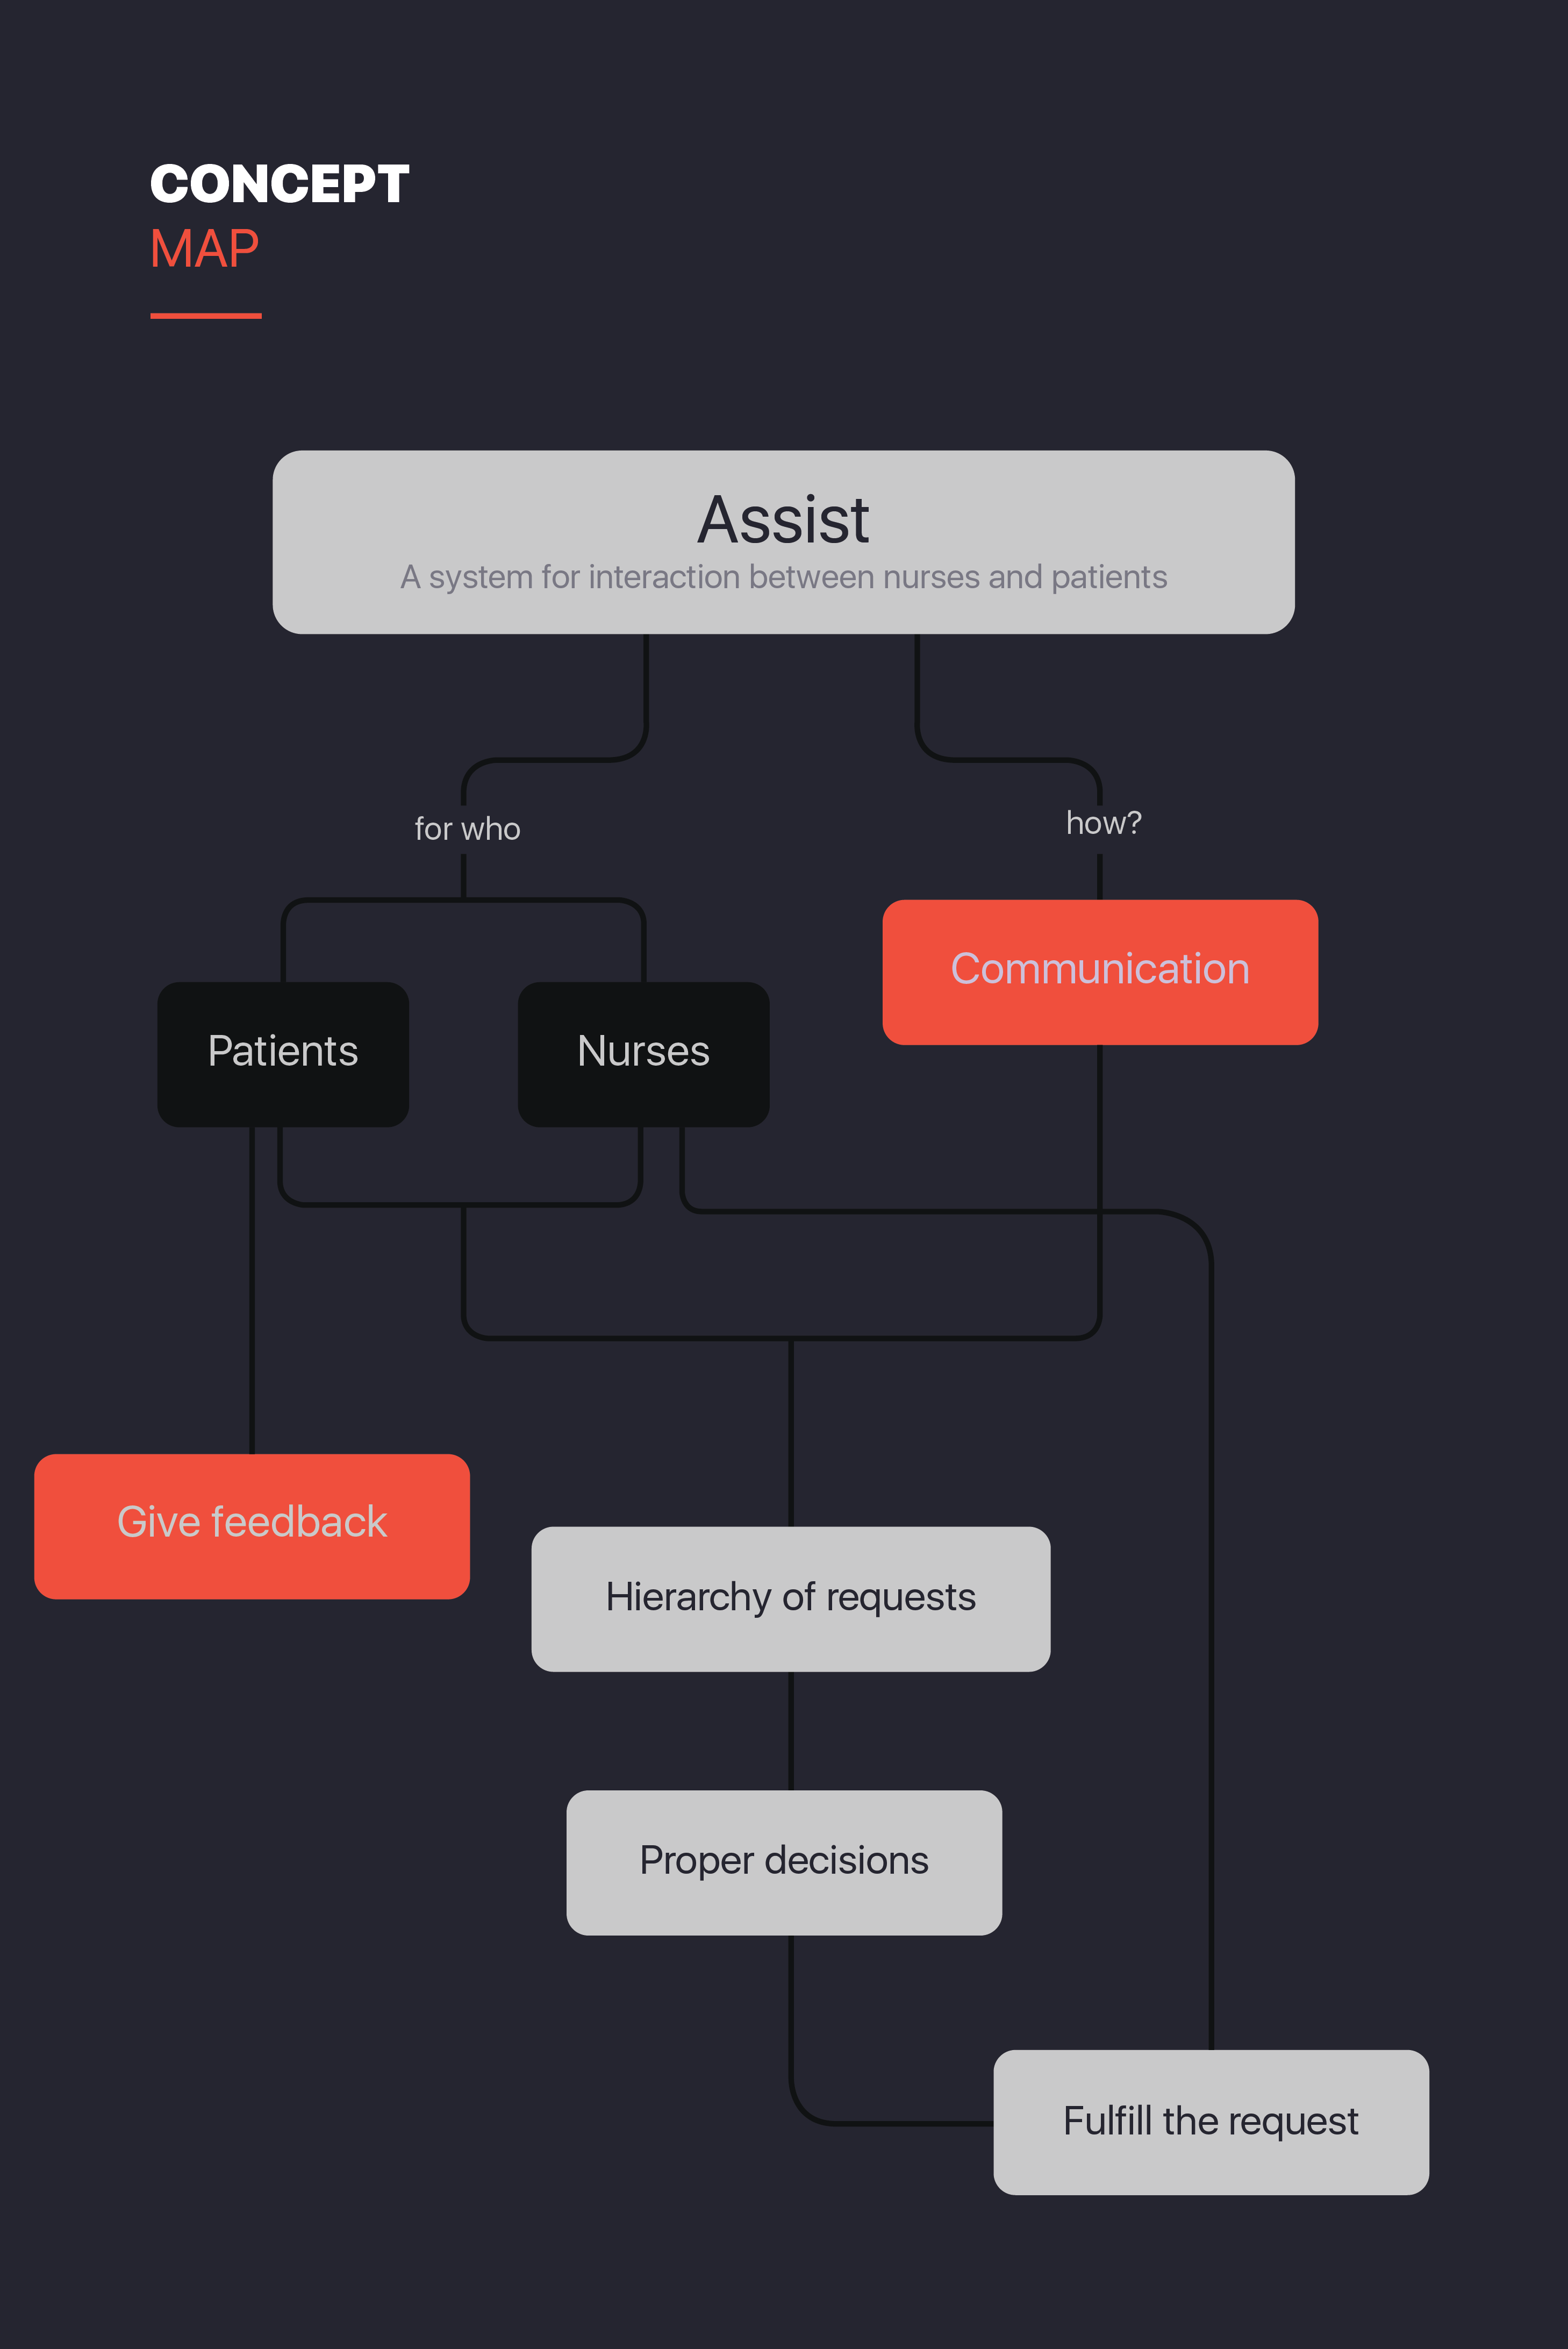 CONCEPT
MAP
Assist
A system for interaction between nurses and patients
for who
how?
Communication
Patients
Nurses
Give feedback
Hierarchy of requests
Proper decisions
Fulfill the request